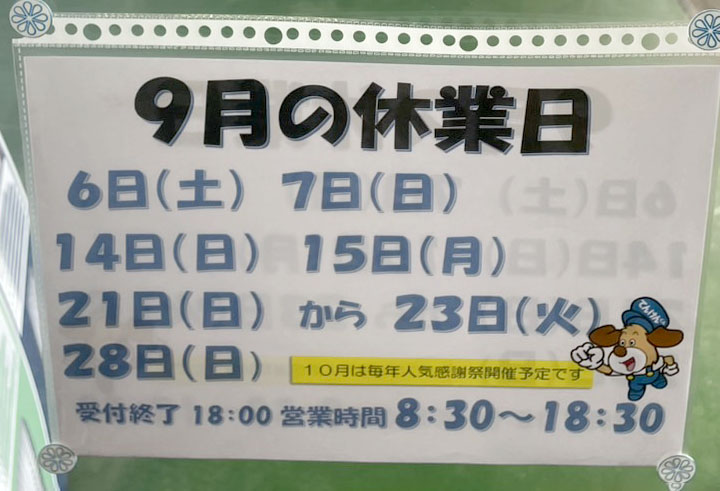 9月の休業日
6日(土) 7日(日)
14日(日) 15日(月)
21日(日) から 23日(火)
28日(日) 10月は毎年人気感謝祭開催予定です
受付終了 18:00 営業時間 8:30～18:30